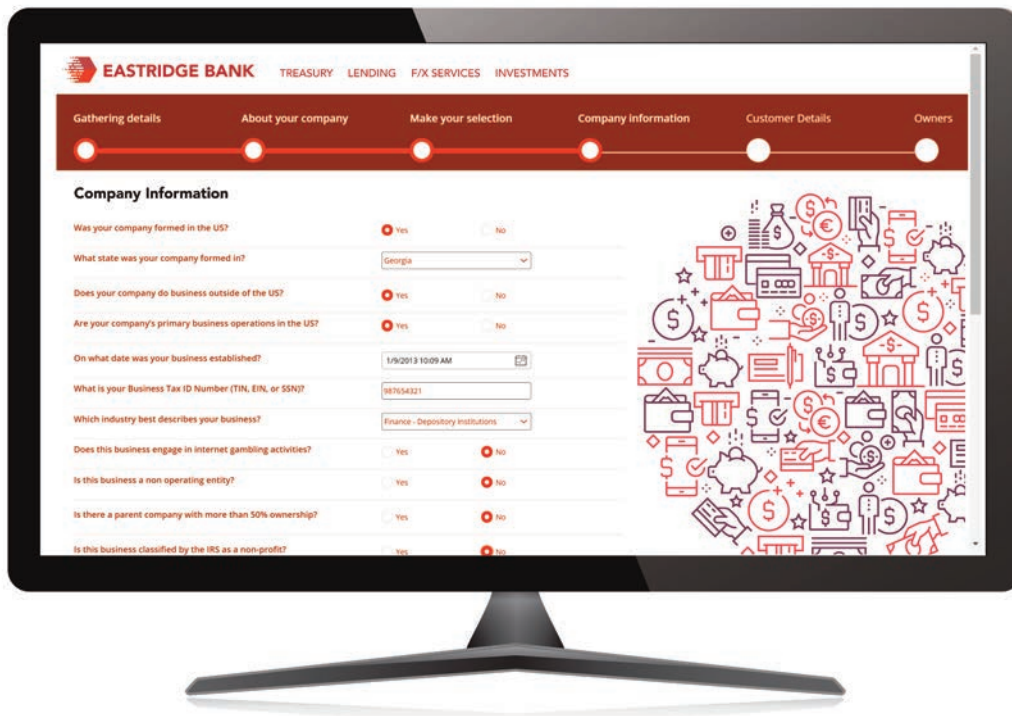 EASTRIDGE BANK TREASURY LENDING F/X SERVICES INVESTMENTS
Gathering details About your company Make your selection Company Information Customer Details Owners
Company Information
Was your company formed in the US? Yes No
What state was your company formed in? Georgia
Does your company do business outside of the US? Yes No
Are your company's primary business operations in the US? Yes No
On what date was your business established? 1/9/2013 10:09 AM
What is your Business Tax ID Number (TIN, EIN, or SSN)? 987654321
Which industry best describes your business? Finance - Depository Institutions
Does this business engage in internet gambling activities? Yes No
Is this business a non operating entity? Yes No
Is there a parent company with more than 50% ownership? Yes No
Is this business classified by the IRS as a non-profit? Yes No